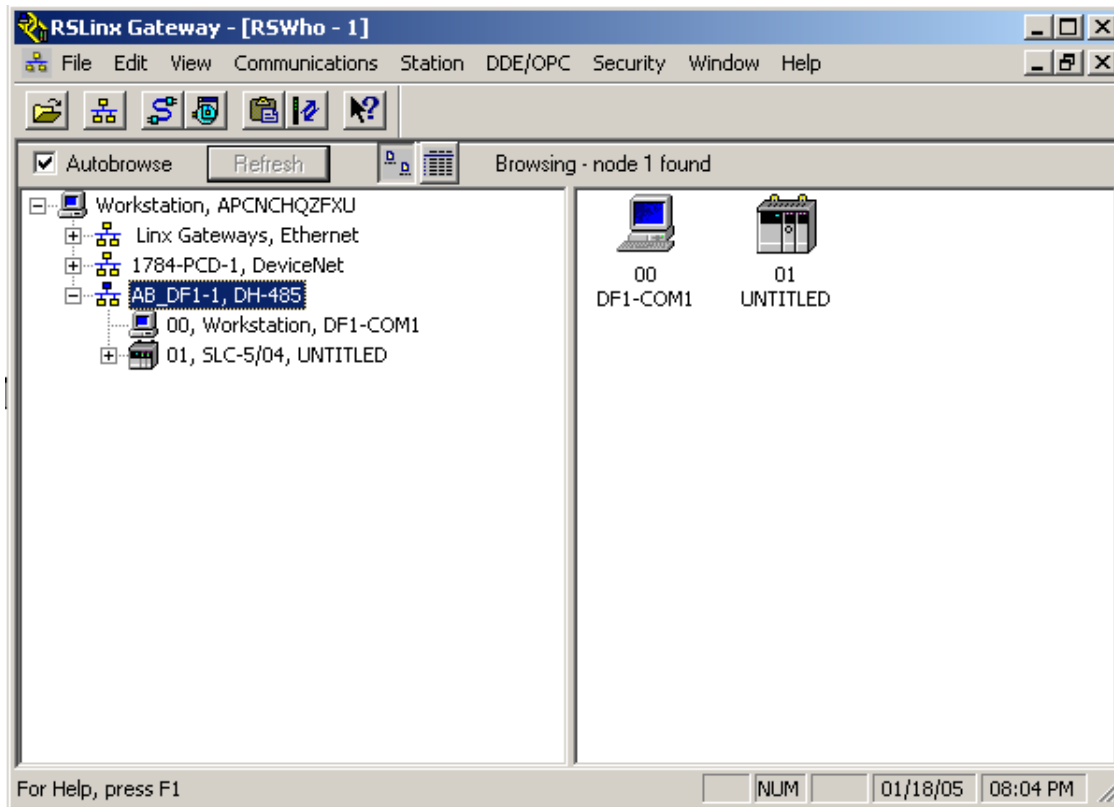 RSLinx Gateway - [RSWho - 1]
File Edit View Communications Station DDE/OPC Security Window Help
Autobrowse Refresh Browsing - node 1 found
Workstation, APCNCHQZFXU
Linx Gateways, Ethernet
1784-PCD-1, DeviceNet
AB_DF1-1, DH-485
00, Workstation, DF1-COM1
01, SLC-5/04, UNTITLED
00
DF1-COM1
01
UNTITLED
For Help, press F1 NUM 01/18/05 08:04 PM